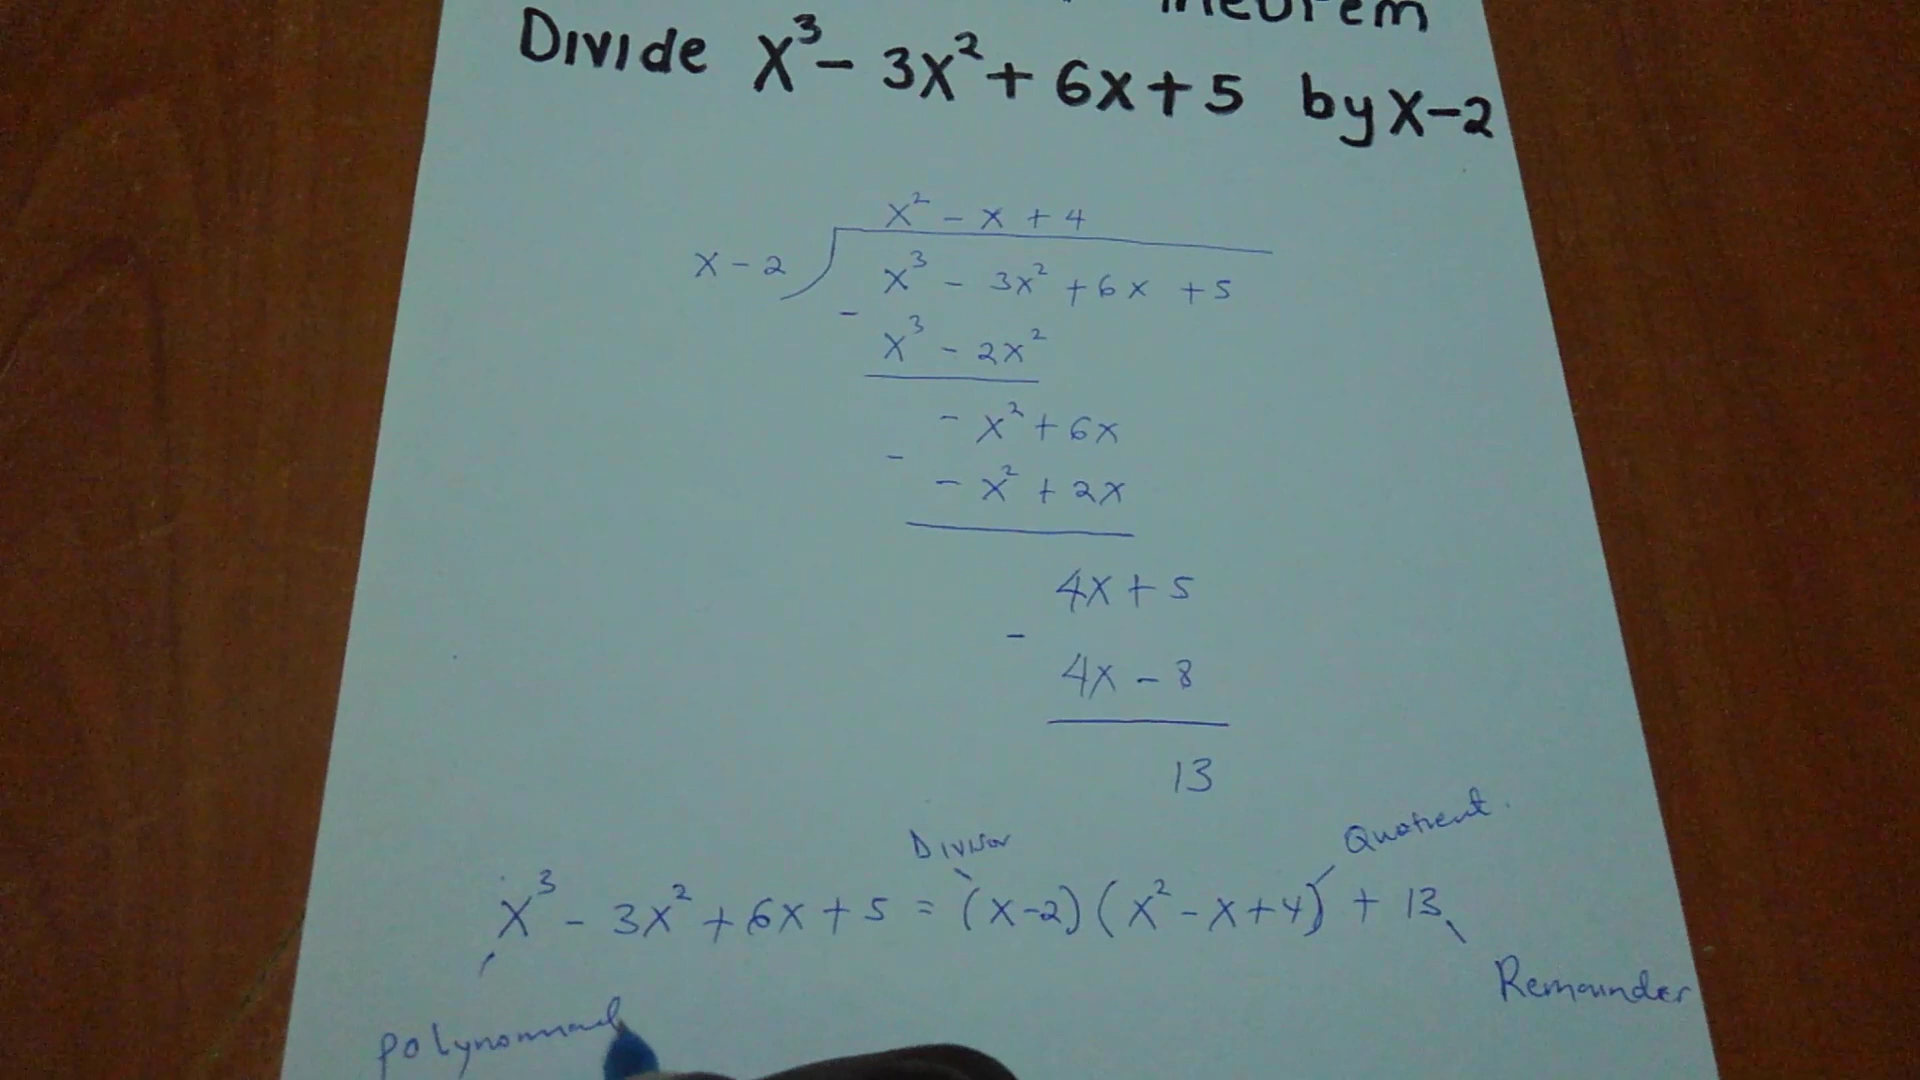 Theorem
Divide x³ - 3x² + 6x + 5 by x - 2
x² - x + 4
x - 2 ) x³ - 3x² + 6x + 5
- x³ - 2x²
- x² + 6x
- - x² + 2x
4x + 5
- 4x - 8
13
Divisor Quotient.
x³ - 3x² + 6x + 5 = (x-2)(x² - x + 4) + 13
Remainder
polynomial